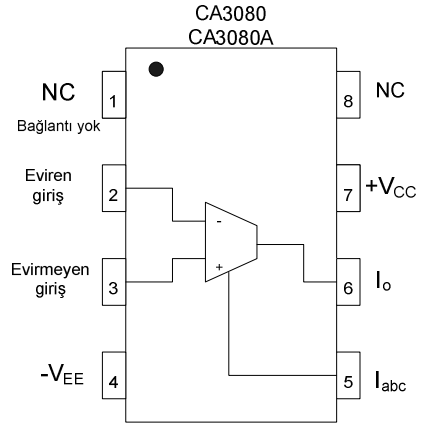 CA3080
CA3080A
NC
1
Bağlantı yok
8
NC
Eviren
giriş
2
7
+VCC
-
Evirmeyen
giriş
3
+
6
Io
-VEE
4
5
Iabc